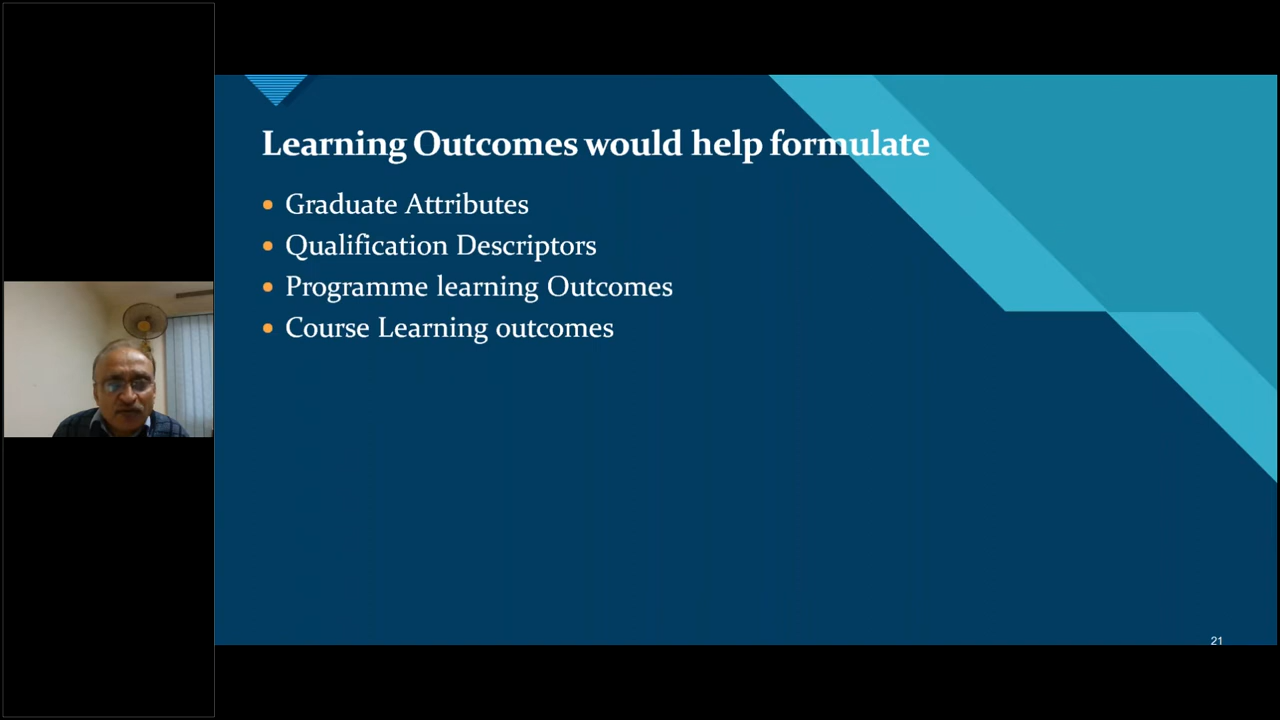 Learning Outcomes would help formulate
Graduate Attributes
Qualification Descriptors
Programme learning Outcomes
Course Learning outcomes
21